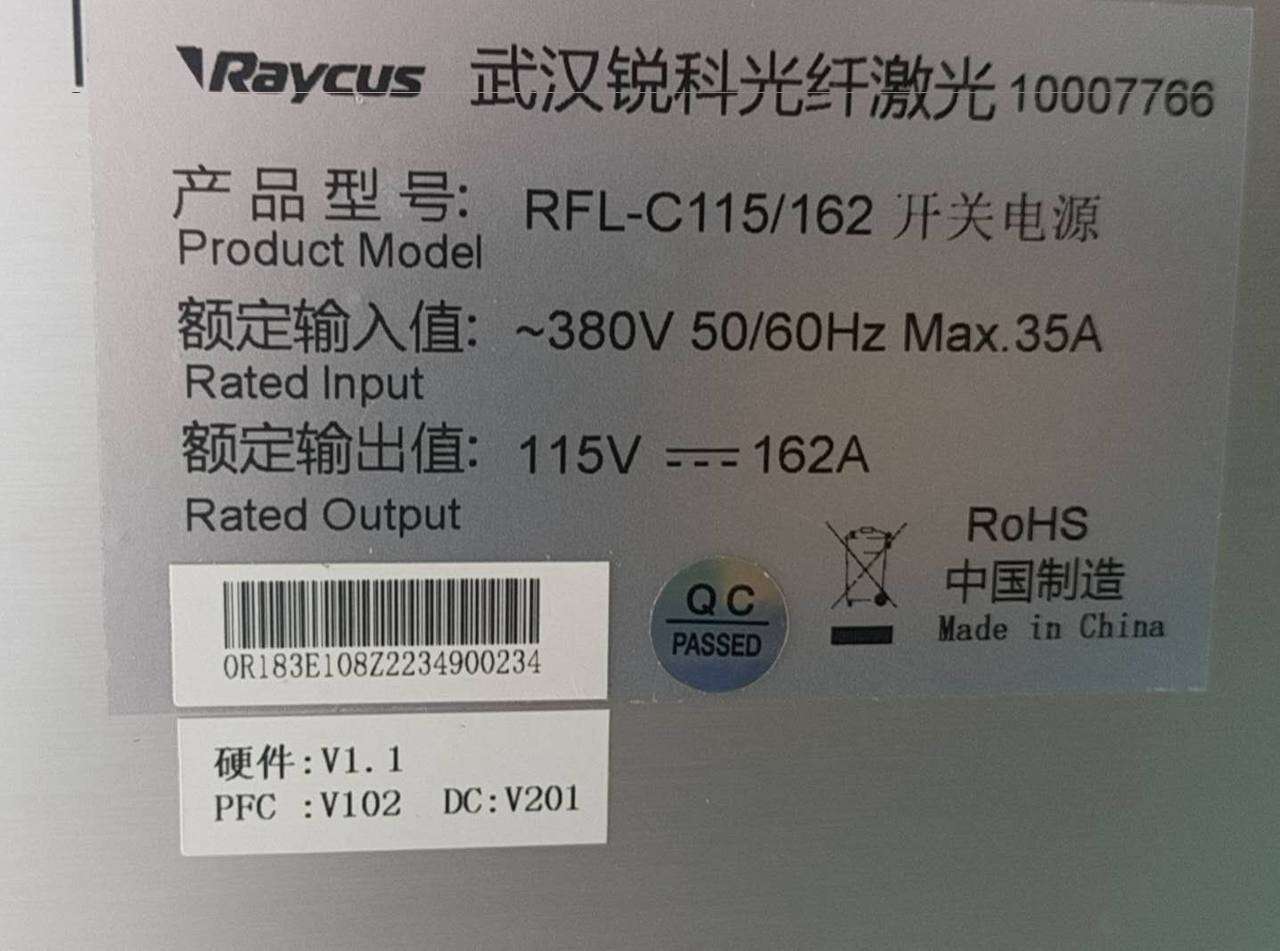 Raycus 武汉锐科光纤激光 10007766
产品型号: RFL-C115/162 开关电源
Product Model
额定输入值: ~380V 50/60Hz Max.35A
Rated Input
额定输出值: 115V ⎓ 162A
Rated Output
RoHS
中国制造
Made in China
QC
PASSED
0R183E108Z2234900234
硬件:V1.1
PFC :V102 DC:V201